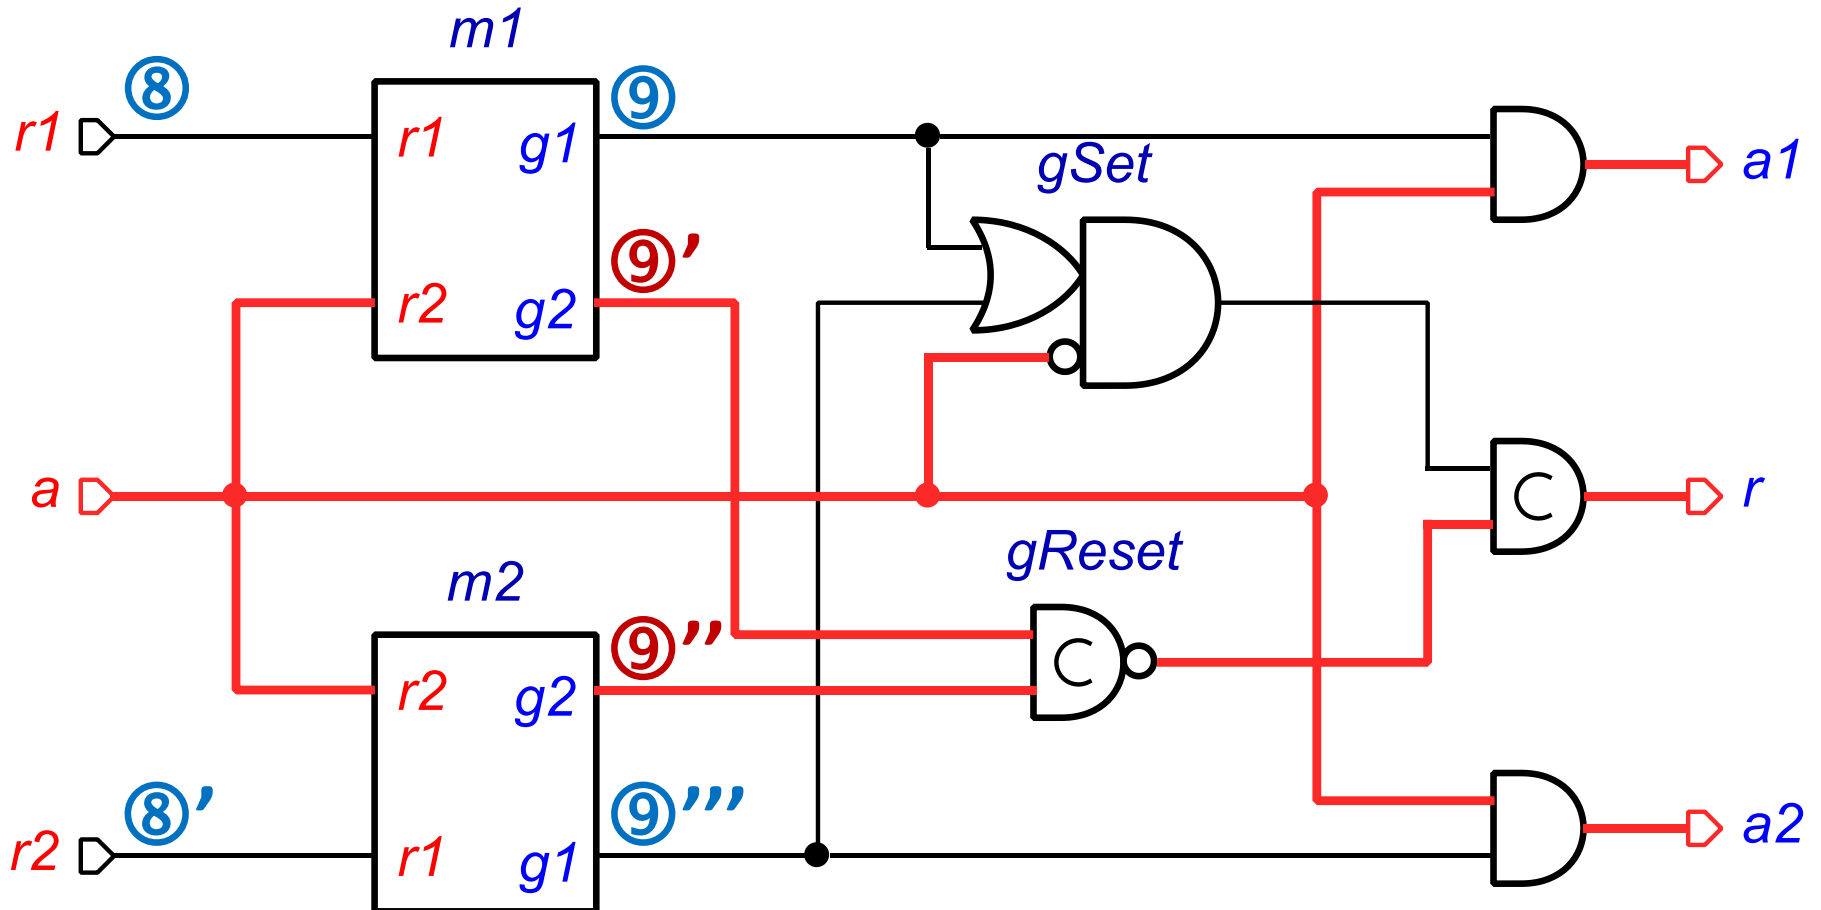 m1
⑧
⑨
r1
r1
g1
a1
gSet
⑨'
r2
g2
a
r
C
gReset
m2
⑨''
C
r2
g2
⑧'
⑨'''
a2
r2
r1
g1